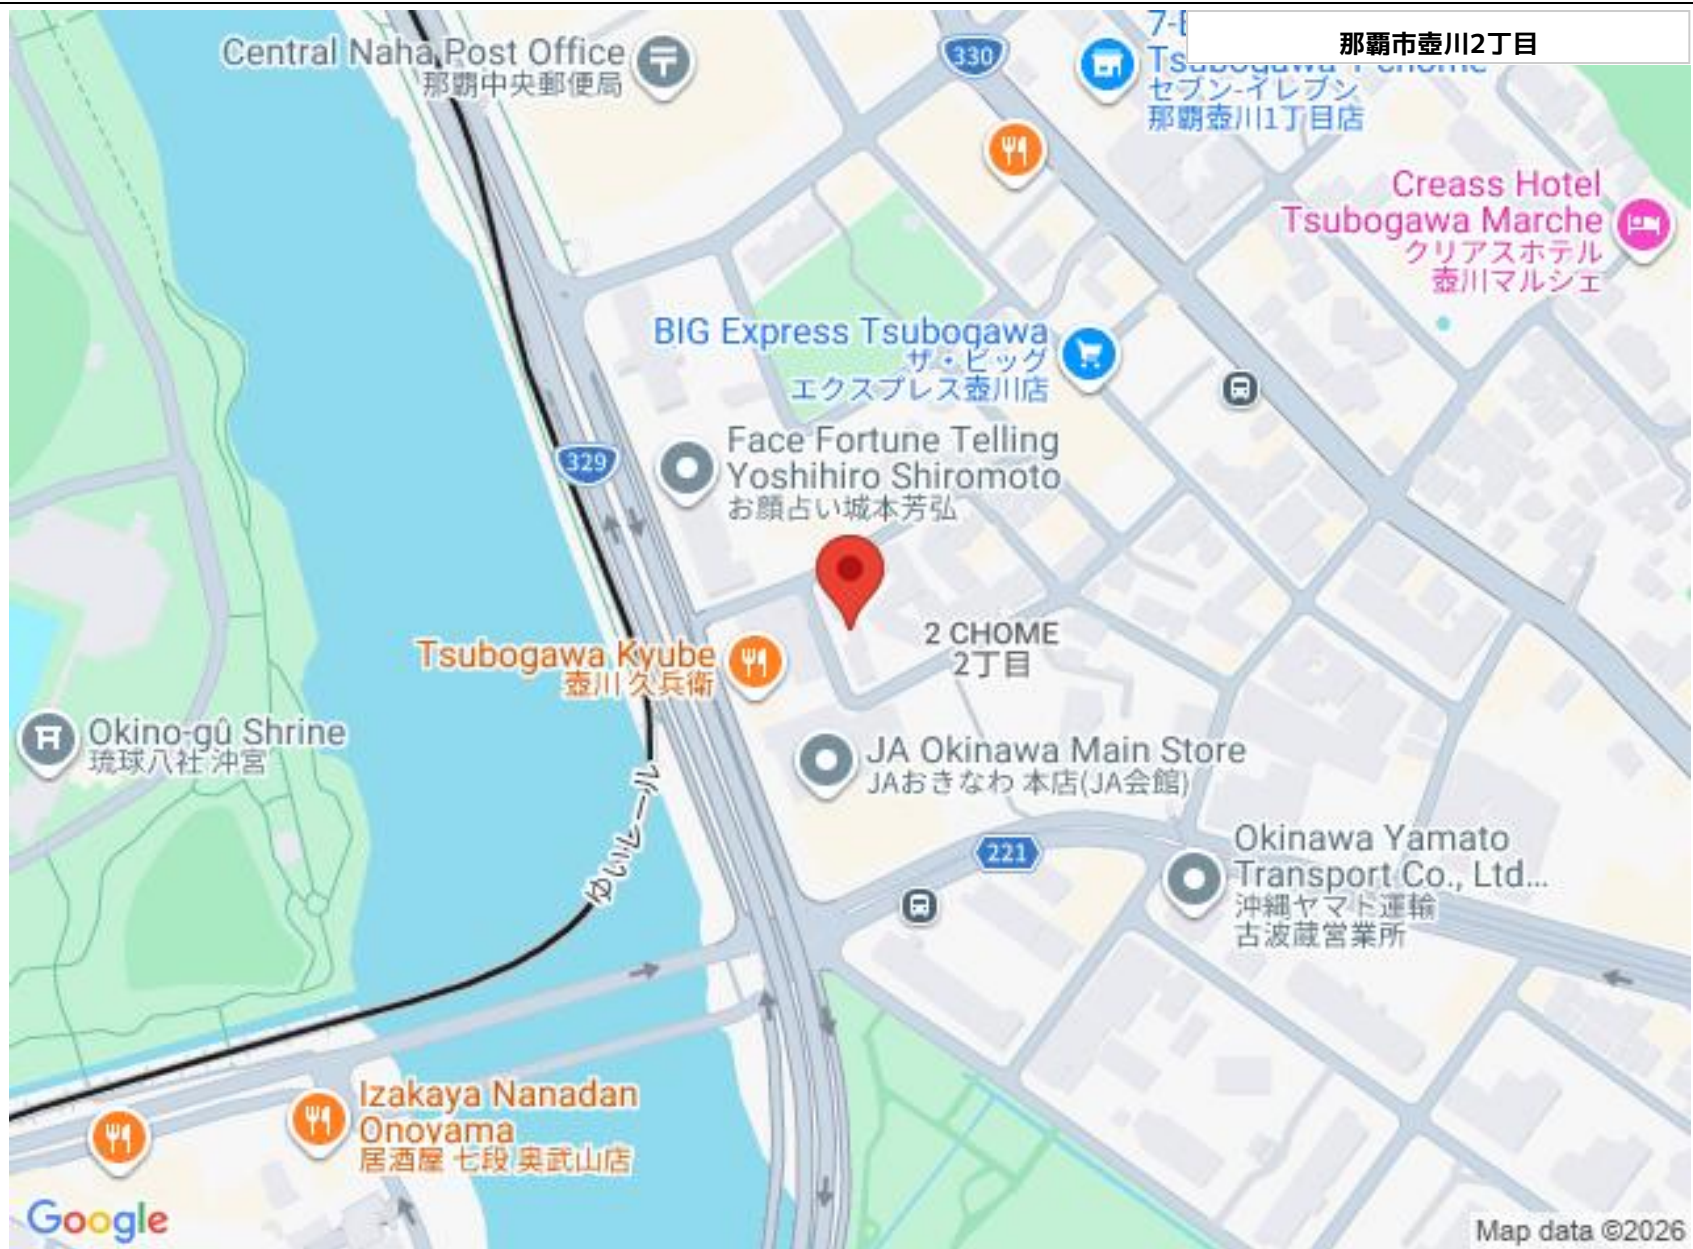 那覇市壺川2丁目
Central Naha Post Office
那覇中央郵便局
330
セブン-イレブン
那覇壺川1丁目店
Creass Hotel
Tsubogawa Marche
クリアスホテル
壺川マルシェ
BIG Express Tsubogawa
ザ・ビッグ
エクスプレス壺川店
329
Face Fortune Telling
Yoshihiro Shiromoto
お顔占い城本芳弘
2 CHOME
2丁目
Tsubogawa Kyube
壺川 久兵衛
Okino-gû Shrine
琉球八社 沖宮
JA Okinawa Main Store
JAおきなわ 本店(JA会館)
ゆいレール
221
Okinawa Yamato
Transport Co., Ltd...
沖縄ヤマト運輸
古波蔵営業所
Izakaya Nanadan
Onoyama
居酒屋 七段 奥武山店
Google
Map data ©2026